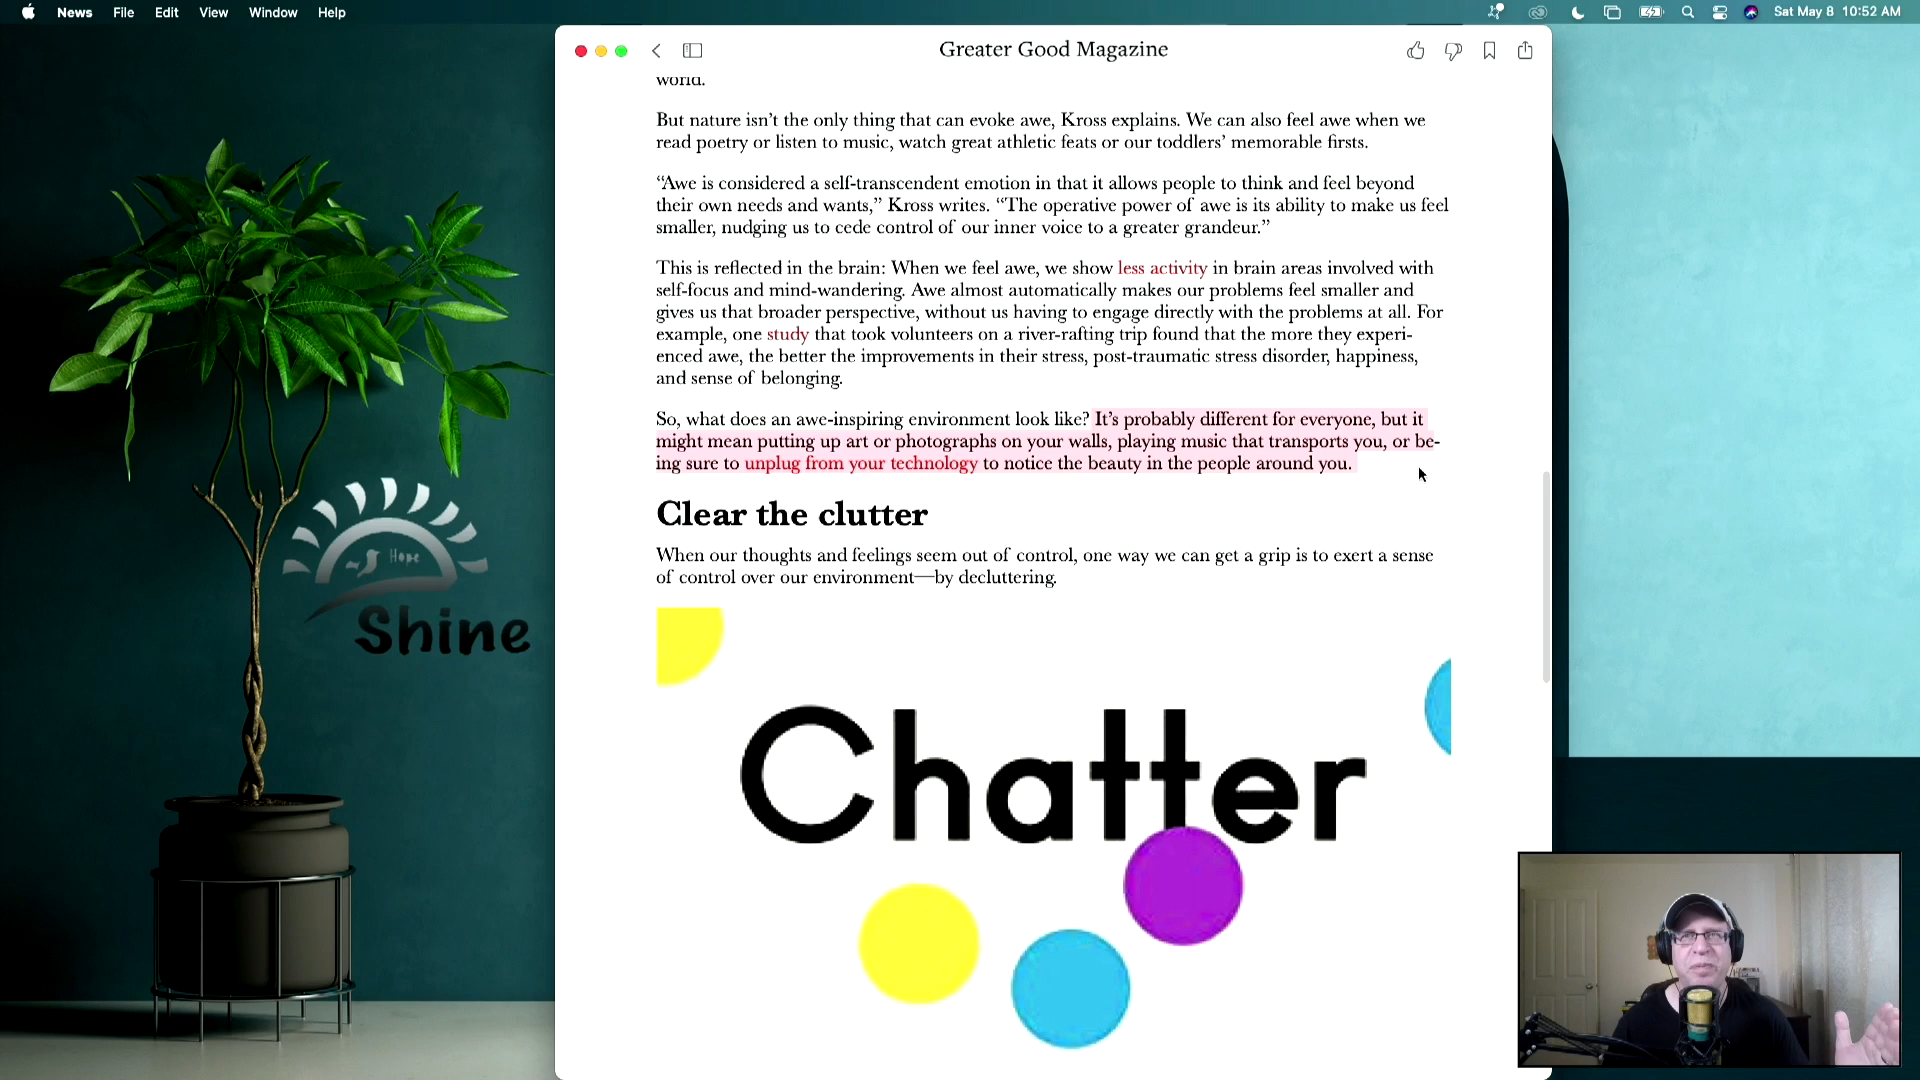 News File Edit View Window Help
Sat May 8 10:52 AM
Greater Good Magazine
world.
But nature isn’t the only thing that can evoke awe, Kross explains. We can also feel awe when we
read poetry or listen to music, watch great athletic feats or our toddlers’ memorable firsts.
“Awe is considered a self-transcendent emotion in that it allows people to think and feel beyond
their own needs and wants,” Kross writes. “The operative power of awe is its ability to make us feel
smaller, nudging us to cede control of our inner voice to a greater grandeur.”
This is reflected in the brain: When we feel awe, we show less activity in brain areas involved with
self-focus and mind-wandering. Awe almost automatically makes our problems feel smaller and
gives us that broader perspective, without us having to engage directly with the problems at all. For
example, one study that took volunteers on a river-rafting trip found that the more they experi-
enced awe, the better the improvements in their stress, post-traumatic stress disorder, happiness,
and sense of belonging.
So, what does an awe-inspiring environment look like? It’s probably different for everyone, but it
might mean putting up art or photographs on your walls, playing music that transports you, or be-
ing sure to unplug from your technology to notice the beauty in the people around you.
Clear the clutter
When our thoughts and feelings seem out of control, one way we can get a grip is to exert a sense
of control over our environment—by decluttering.
Chatter
Hope
Shine